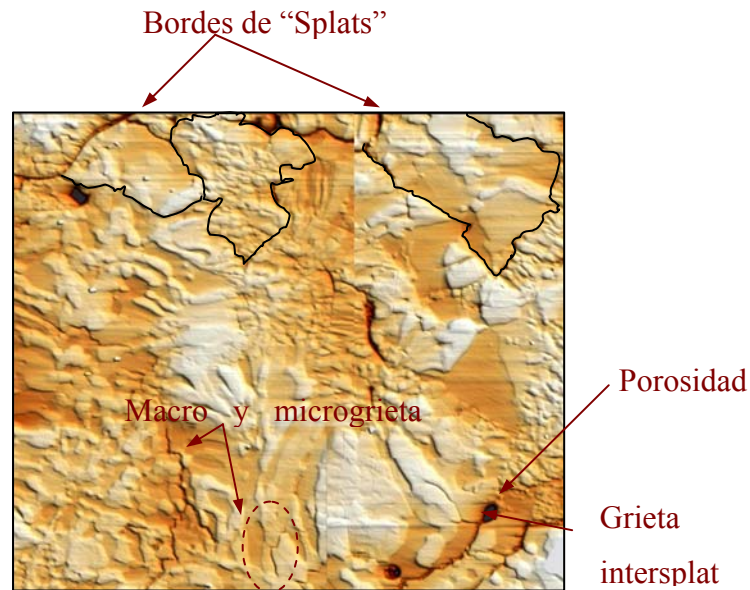 Bordes de “Splats”
Porosidad
Macro y microgrieta
Grieta
intersplat